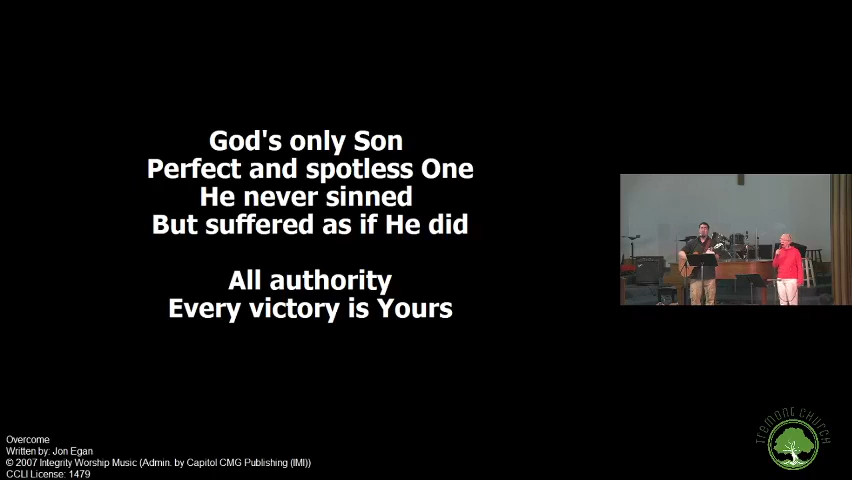 God's only Son
Perfect and spotless One
He never sinned
But suffered as if He did
All authority
Every victory is Yours
Overcome
Written by: Jon Egan
© 2007 Integrity Worship Music (Admin. by Capitol CMG Publishing (IMI))
CCLI License: 1479
TREMONT CHURCH